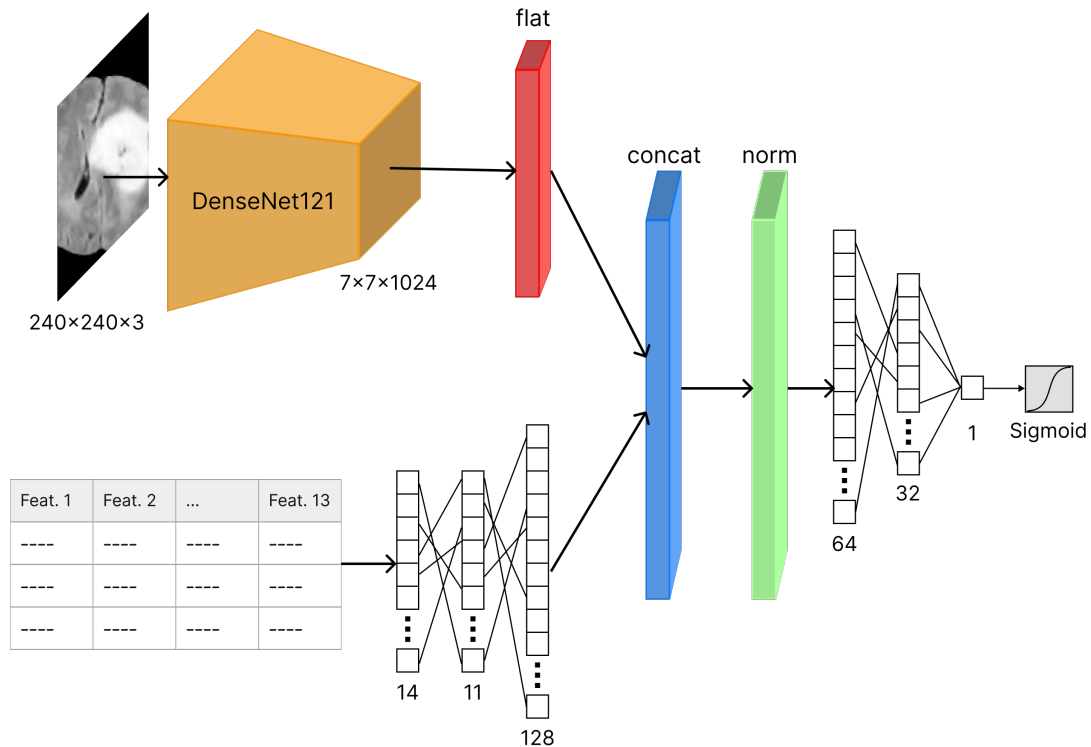 flat
concat
norm
DenseNet121
7×7×1024
240×240×3
Sigmoid
1
32
64
Feat. 1 Feat. 2 ... Feat. 13
---- ---- ---- ----
---- ---- ---- ----
---- ---- ---- ----
14
11
128